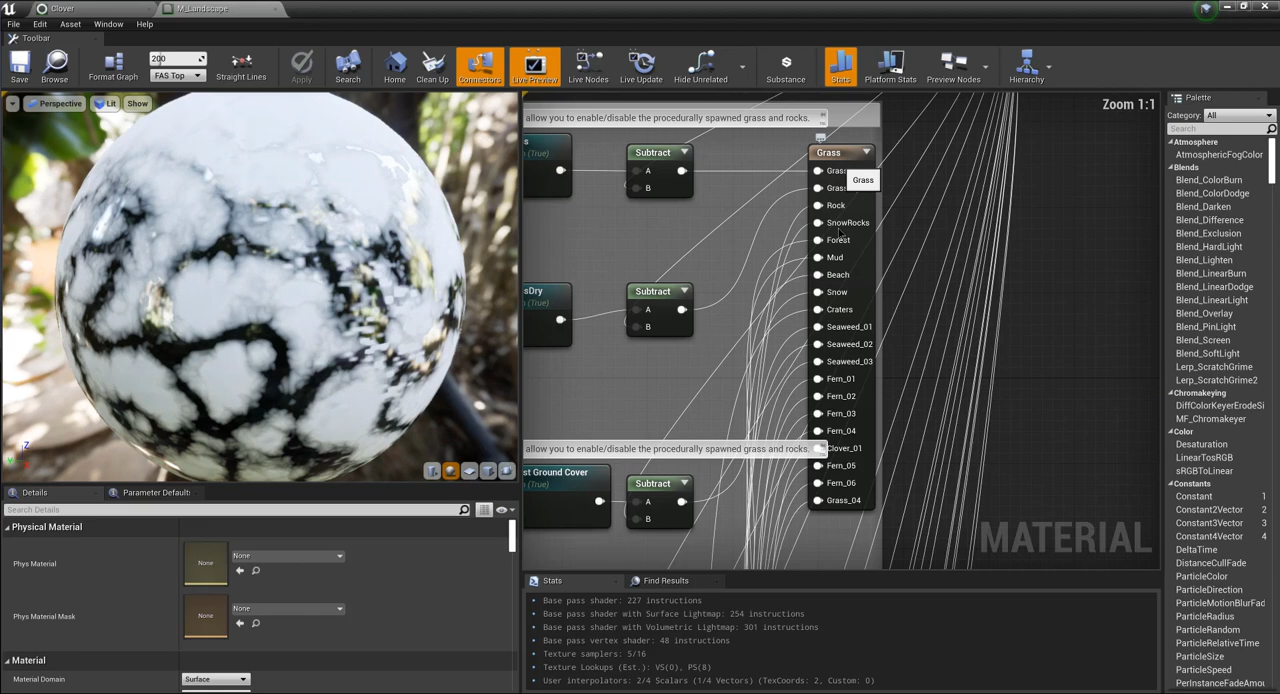 Clover
M_Landscape
File Edit Asset Window Help
Toolbar
200
FAS Top
Save
Browse
Format Graph
Straight Lines
Apply
Search
Home
Clean Up
Connectors
Live Preview
Live Nodes
Live Update
Hide Unrelated
Substance
Stats
Platform Stats
Preview Nodes
Hierarchy
Perspective
Lit
Show
Z
allow you to enable/disable the procedurally spawned grass and rocks.
Zoom 1:1
s
(True)
Subtract
A
B
sDry
(True)
Subtract
A
B
allow you to enable/disable the procedurally spawned grass and rocks.
st Ground Cover
(True)
Subtract
A
B
Grass
Gras
Grass
Gras
Rock
SnowRocks
Forest
Mud
Beach
Snow
Craters
Seaweed_01
Seaweed_02
Seaweed_03
Fern_01
Fern_02
Fern_03
Fern_04
Clover_01
Fern_05
Fern_06
Grass_04
MATERIAL
Details
Parameter Default
Search Details
Physical Material
Phys Material
None
None
Phys Material Mask
None
None
Material
Material Domain
Surface
Stats
Find Results
Base pass shader: 227 instructions
Base pass shader with Surface Lightmap: 254 instructions
Base pass shader with Volumetric Lightmap: 301 instructions
Base pass vertex shader: 48 instructions
Texture samplers: 5/16
Texture Lookups (Est.): VS(0), PS(8)
User interpolators: 2/4 Scalars (1/4 Vectors) (TexCoords: 2, Custom: 0)
Palette
Category: All
Search
Atmosphere
AtmosphericFogColor
Blends
Blend_ColorBurn
Blend_ColorDodge
Blend_Darken
Blend_Difference
Blend_Exclusion
Blend_HardLight
Blend_Lighten
Blend_LinearBurn
Blend_LinearDodge
Blend_LinearLight
Blend_Overlay
Blend_PinLight
Blend_Screen
Blend_SoftLight
Lerp_ScratchGrime
Lerp_ScratchGrime2
Chromakeying
DiffColorKeyerErodeSi
MF_Chromakeyer
Color
Desaturation
LinearTosRGB
sRGBToLinear
Constants
Constant 1
Constant2Vector 2
Constant3Vector 3
Constant4Vector 4
DeltaTime
DistanceCullFade
ParticleColor
ParticleDirection
ParticleMotionBlurFad
ParticleRadius
ParticleRandom
ParticleRelativeTime
ParticleSize
ParticleSpeed
PerInstanceFadeAmou